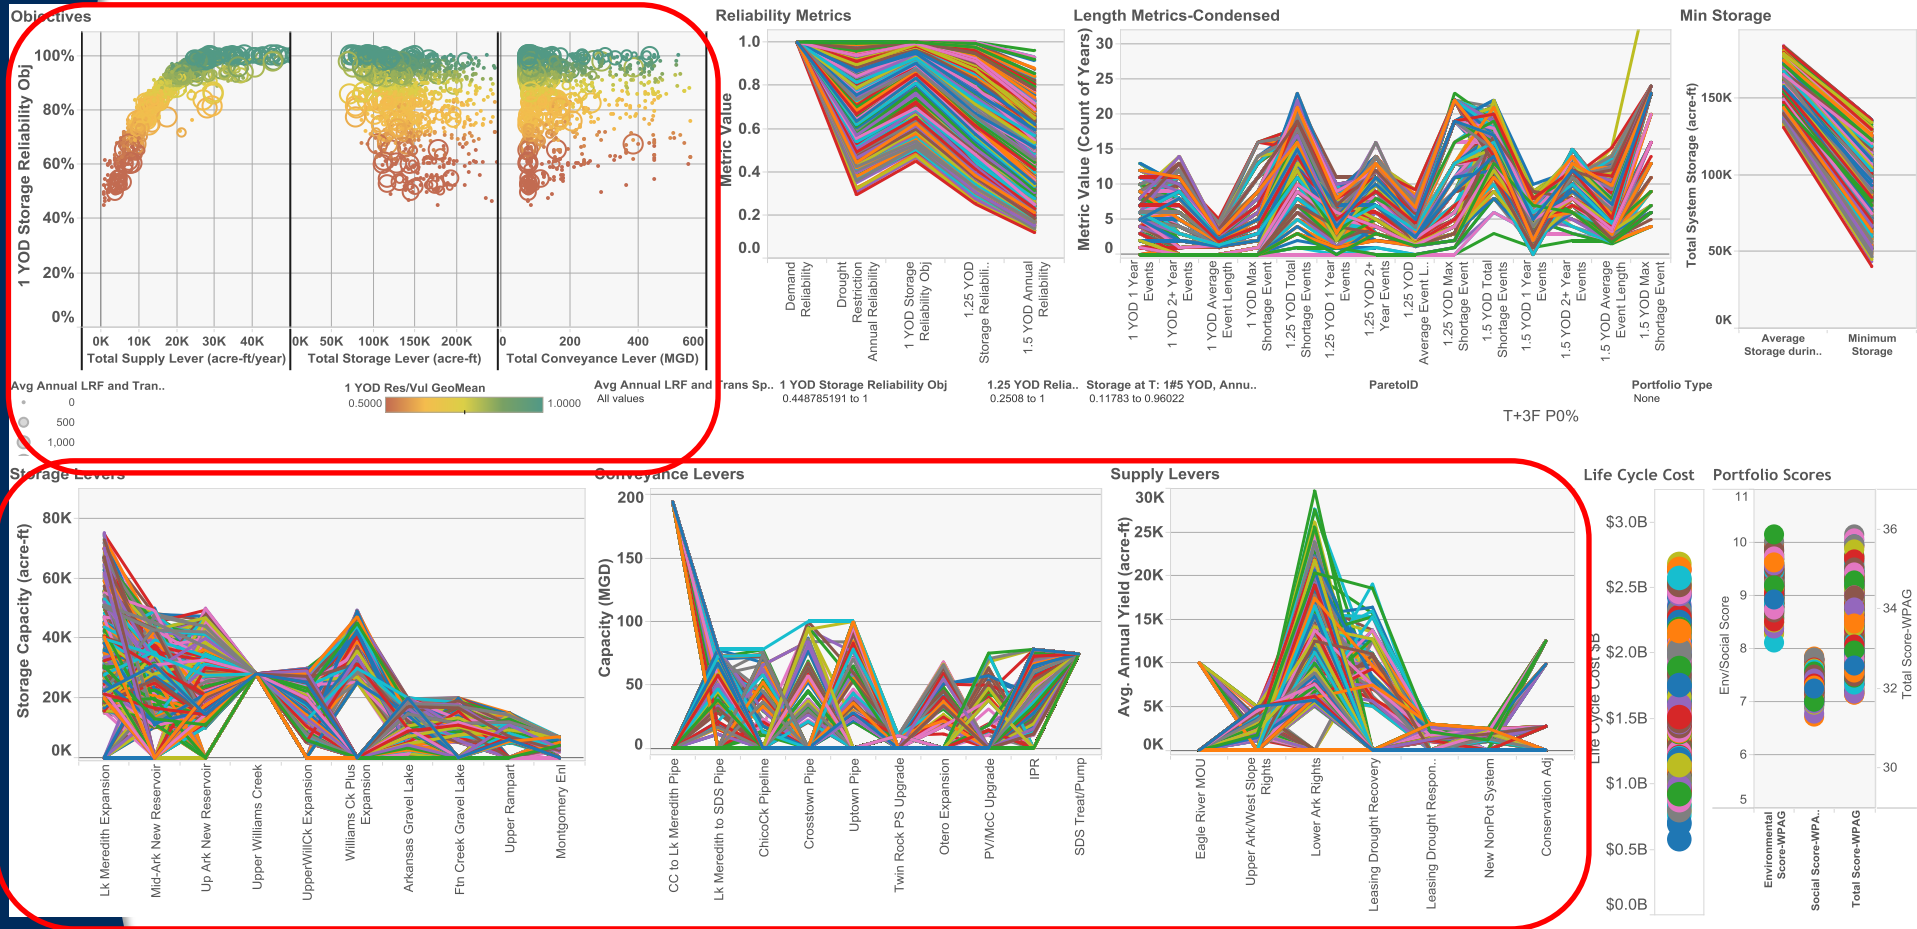 Objectives
1 YOD Storage Reliability Obj
100%
80%
60%
40%
20%
0%
0K 10K 20K 30K 40K
Total Supply Lever (acre-ft/year)
0K 50K 100K 150K 200K
Total Storage Lever (acre-ft)
0 200 400 600
Total Conveyance Lever (MGD)
Reliability Metrics
Metric Value
1.0
0.8
0.6
0.4
0.2
0.0
Demand
Reliability
Drought
Restriction
Annual Reliability
1 YOD Storage
Reliability Obj
1.25 YOD
Storage Reliabili..
1.5 YOD Annual
Reliability
Length Metrics-Condensed
Metric Value (Count of Years)
30
25
20
15
10
5
0
1 YOD 1 Year
Events
1 YOD 2+ Year
Events
1 YOD Average
Event Length
1 YOD Max
Shortage Event
1.25 YOD Total
Shortage Events
1.25 YOD 1 Year
Events
1.25 YOD 2+
Year Events
1.25 YOD
Average Event L..
1.25 YOD Max
Shortage Event
1.5 YOD Total
Shortage Events
1.5 YOD 1 Year
Events
1.5 YOD 2+ Year
Events
1.5 YOD Average
Event Length
1.5 YOD Max
Shortage Event
Min Storage
Total System Storage (acre-ft)
150K
100K
50K
0K
Average
Storage durin..
Minimum
Storage
Avg Annual LRF and Tran..
0
500
1,000
1 YOD Res/Vul GeoMean
0.5000 1.0000
Avg Annual LRF and Trans Sp..
All values
1 YOD Storage Reliability Obj
0.448785191 to 1
1.25 YOD Relia..
0.2508 to 1
Storage at T: 1#5 YOD, Annu..
0.11783 to 0.96022
ParetoID
T+3F P0%
Portfolio Type
None
Storage Levers
Storage Capacity (acre-ft)
80K
60K
40K
20K
0K
Lk Meredith Expansion
Mid-Ark New Reservoir
Up Ark New Reservoir
Upper Williams Creek
UpperWillCk Expansion
Williams Ck Plus
Expansion
Arkansas Gravel Lake
Ftn Creek Gravel Lake
Upper Rampart
Montgomery Enl
Conveyance Levers
Capacity (MGD)
200
150
100
50
0
CC to Lk Meredith Pipe
Lk Meredith to SDS Pipe
ChicoCk Pipeline
Crosstown Pipe
Uptown Pipe
Twin Rock PS Upgrade
Otero Expansion
PV/McC Upgrade
IPR
SDS Treat/Pump
Supply Levers
Avg. Annual Yield (acre-ft)
30K
25K
20K
15K
10K
5K
0K
Eagle River MOU
Upper Ark/West Slope
Rights
Lower Ark Rights
Leasing Drought Recovery
Leasing Drought Respon..
New NonPot System
Conservation Adj
Life Cycle Cost
Life Cycle Cost $B
$3.0B
$2.5B
$2.0B
$1.5B
$1.0B
$0.5B
$0.0B
Portfolio Scores
Env/Social Score
11
10
9
8
7
6
5
Total Score-WPAG
36
34
32
30
Environmental
Score-WPAG
Social Score-WPA..
Total Score-WPAG